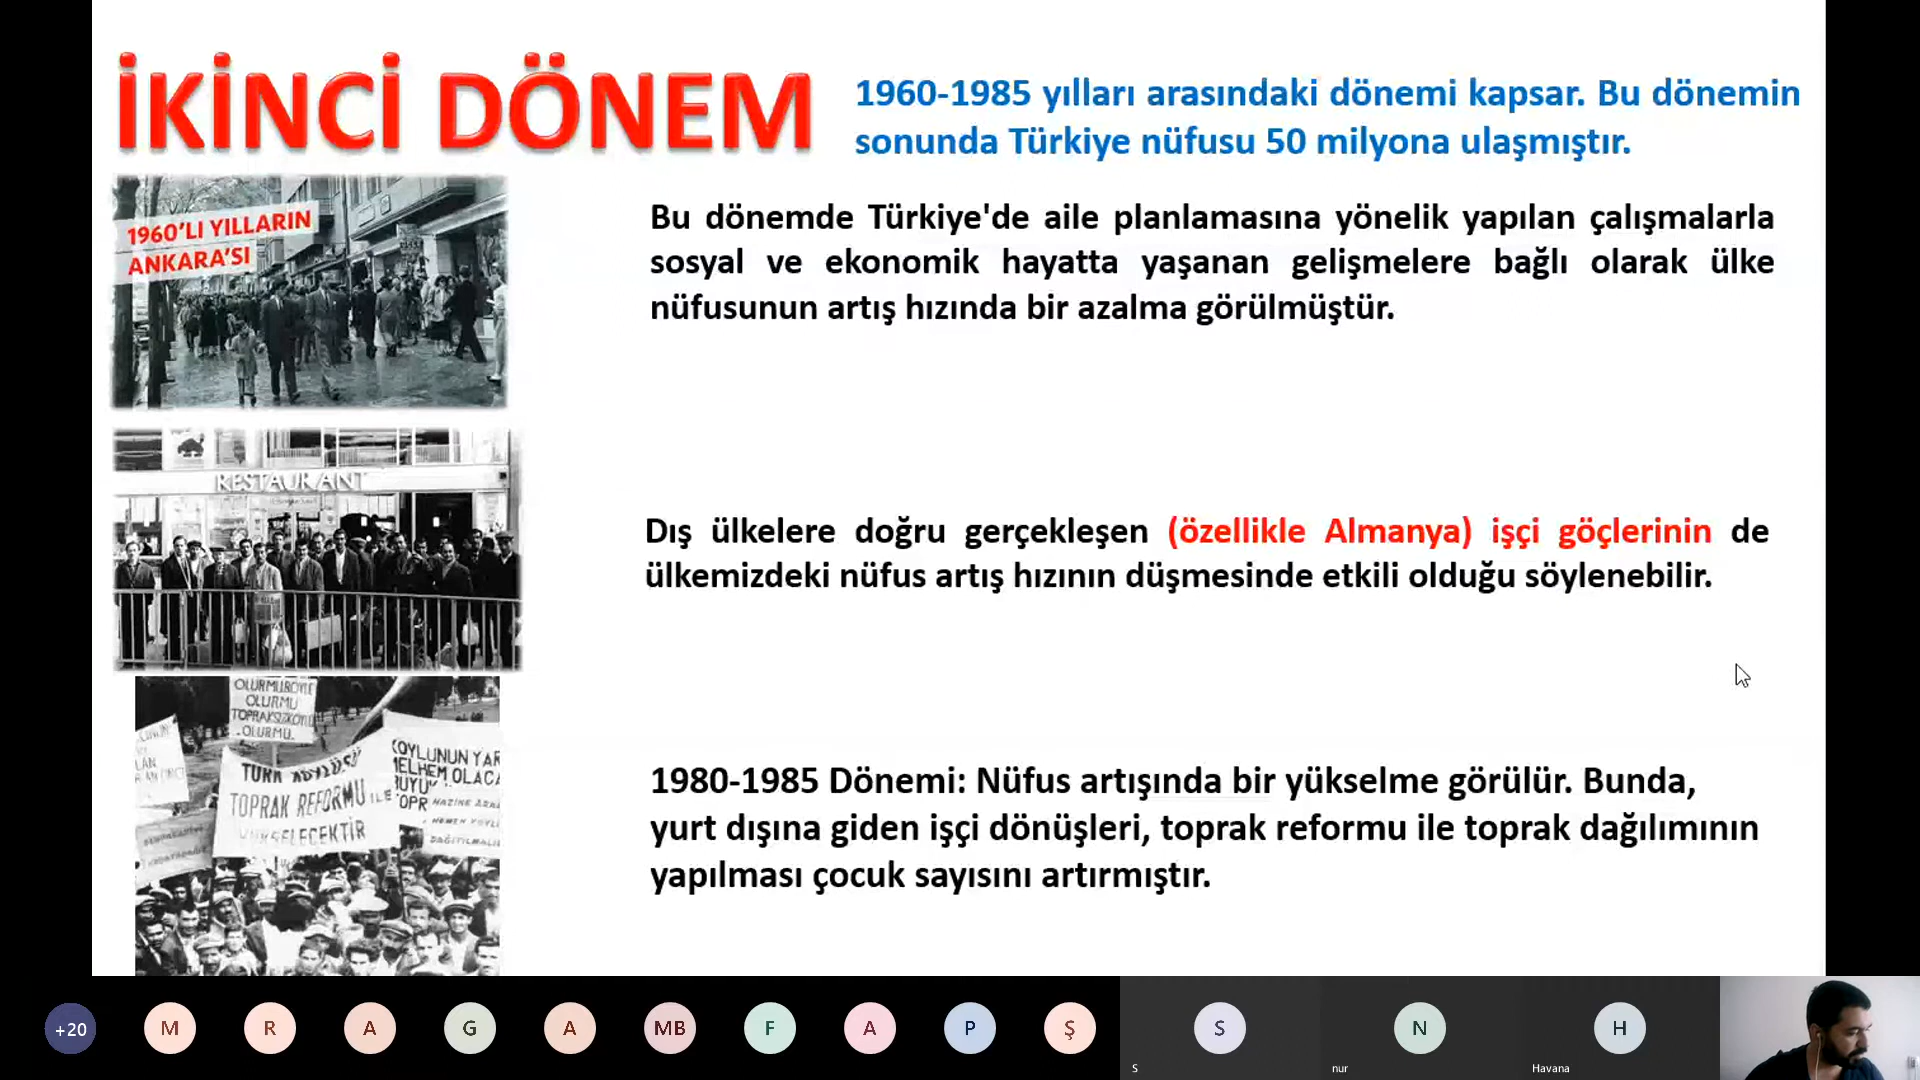 İKİNCİ DÖNEM
1960-1985 yılları arasındaki dönemi kapsar. Bu dönemin
sonunda Türkiye nüfusu 50 milyona ulaşmıştır.
1960'LI YILLARIN
ANKARA'SI
Bu dönemde Türkiye'de aile planlamasına yönelik yapılan çalışmalarla
sosyal ve ekonomik hayatta yaşanan gelişmelere bağlı olarak ülke
nüfusunun artış hızında bir azalma görülmüştür.
RESTAURANT
Dış ülkelere doğru gerçekleşen (özellikle Almanya) işçi göçlerinin de
ülkemizdeki nüfus artış hızının düşmesinde etkili olduğu söylenebilir.
OLURMU BÖYLE
OLURMU
TOPRAKSIZ KÖYLÜ
OLURMU.
TÜRK KÖYLÜSÜ
TOPRAK REFORMU İLE
YÜKSELECEKTİR
1980-1985 Dönemi: Nüfus artışında bir yükselme görülür. Bunda,
yurt dışına giden işçi dönüşleri, toprak reformu ile toprak dağılımının
yapılması çocuk sayısını artırmıştır.
+20
M
R
A
G
A
MB
F
A
P
Ş
S
S
N
nur
H
Havana